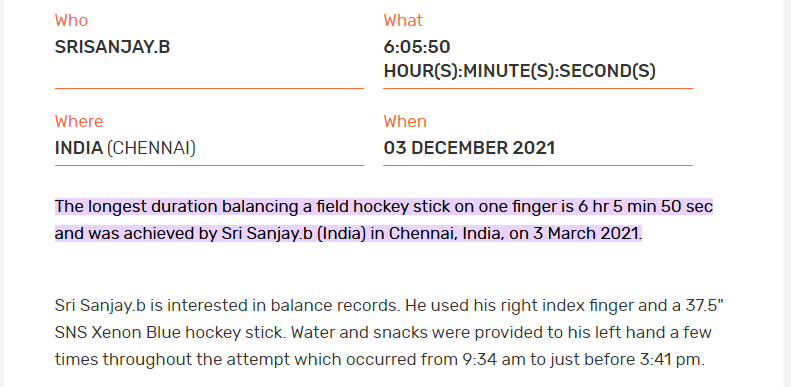 Who
SRISANJAY.B
What
6:05:50
HOUR(S):MINUTE(S):SECOND(S)
Where
INDIA (CHENNAI)
When
03 DECEMBER 2021
The longest duration balancing a field hockey stick on one finger is 6 hr 5 min 50 sec
and was achieved by Sri Sanjay.b (India) in Chennai, India, on 3 March 2021.
Sri Sanjay.b is interested in balance records. He used his right index finger and a 37.5"
SNS Xenon Blue hockey stick. Water and snacks were provided to his left hand a few
times throughout the attempt which occurred from 9:34 am to just before 3:41 pm.